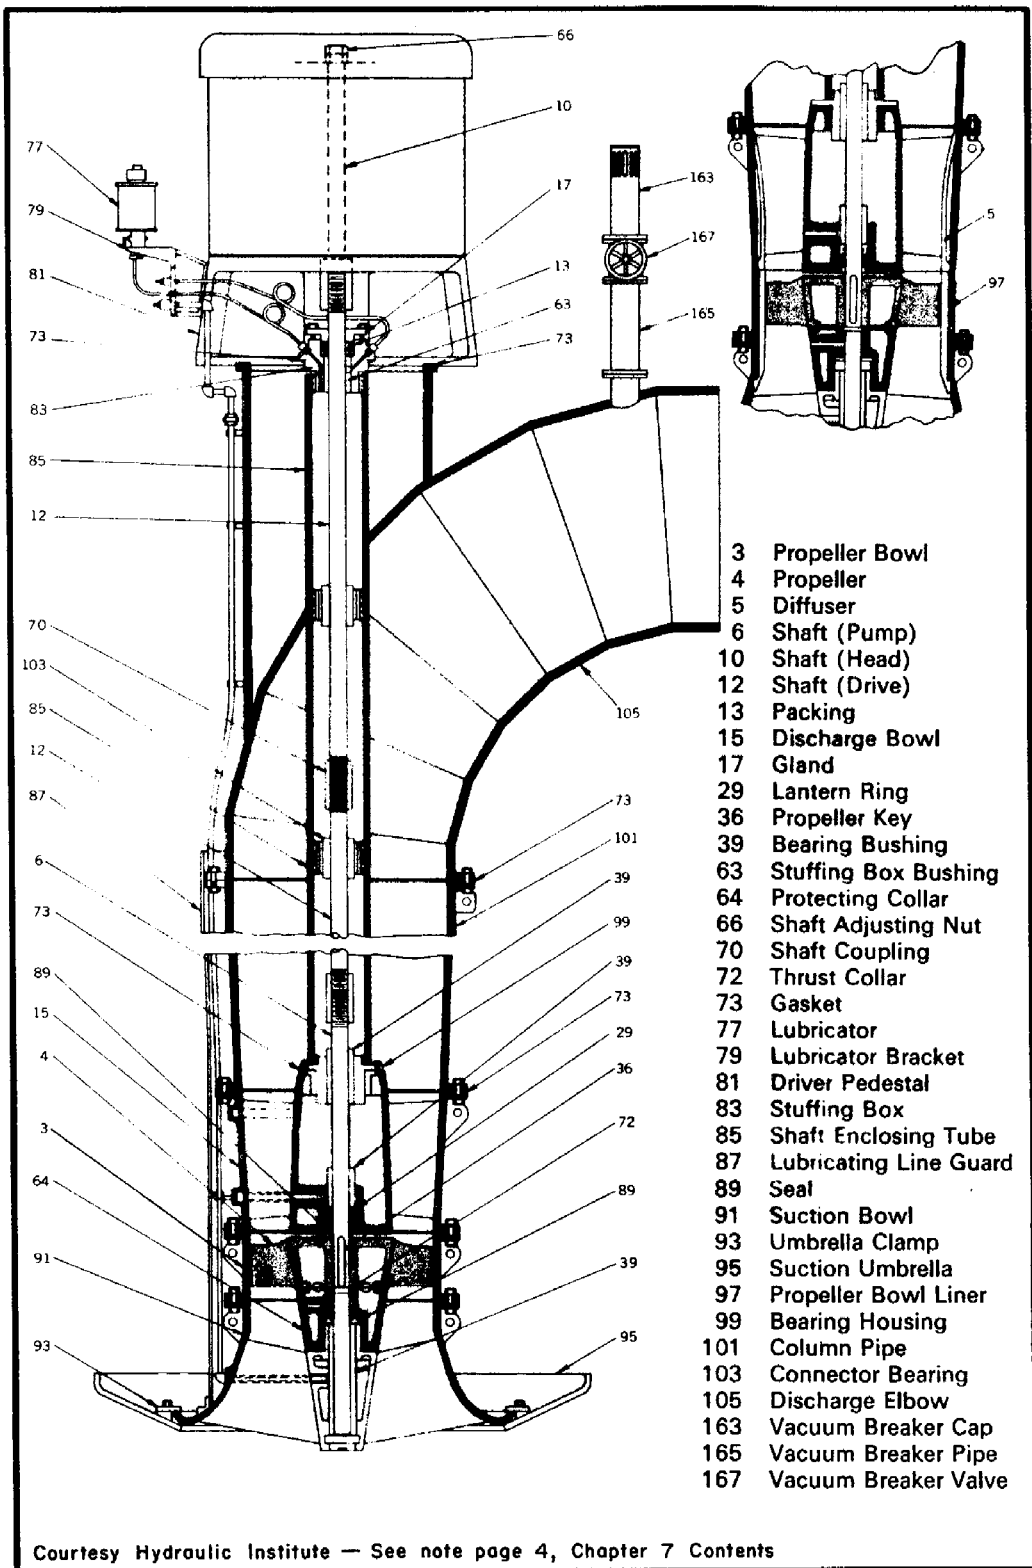 66
10
77
17
163
79
5
167
13
81
63
97
73
73
165
83
85
12
3 Propeller Bowl
4 Propeller
5 Diffuser
6 Shaft (Pump)
10 Shaft (Head)
12 Shaft (Drive)
13 Packing
15 Discharge Bowl
17 Gland
29 Lantern Ring
36 Propeller Key
39 Bearing Bushing
63 Stuffing Box Bushing
64 Protecting Collar
66 Shaft Adjusting Nut
70 Shaft Coupling
72 Thrust Collar
73 Gasket
77 Lubricator
79 Lubricator Bracket
81 Driver Pedestal
83 Stuffing Box
85 Shaft Enclosing Tube
87 Lubricating Line Guard
89 Seal
91 Suction Bowl
93 Umbrella Clamp
95 Suction Umbrella
97 Propeller Bowl Liner
99 Bearing Housing
101 Column Pipe
103 Connector Bearing
105 Discharge Elbow
163 Vacuum Breaker Cap
165 Vacuum Breaker Pipe
167 Vacuum Breaker Valve
70
103
85
105
12
87
73
101
6
39
73
99
89
39
15
73
4
29
36
3
72
64
89
91
39
93
95
Courtesy Hydraulic Institute — See note page 4, Chapter 7 Contents